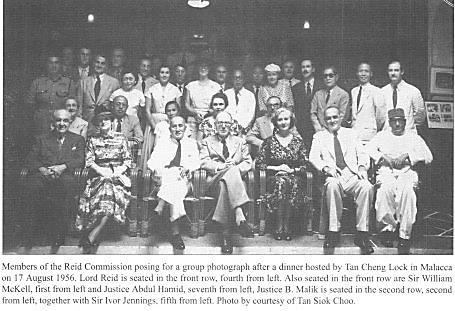 Members of the Reid Commission posing for a group photograph after a dinner hosted by Tan Cheng Lock in Malacca
on 17 August 1956. Lord Reid is seated in the front row, fourth from left. Also seated in the front row are Sir William
McKell, first from left and Justice Abdul Hamid, seventh from left, Justice B. Malik is seated in the second row, second
from left, together with Sir Ivor Jennings, fifth from left. Photo by courtesy of Tan Siok Choo.